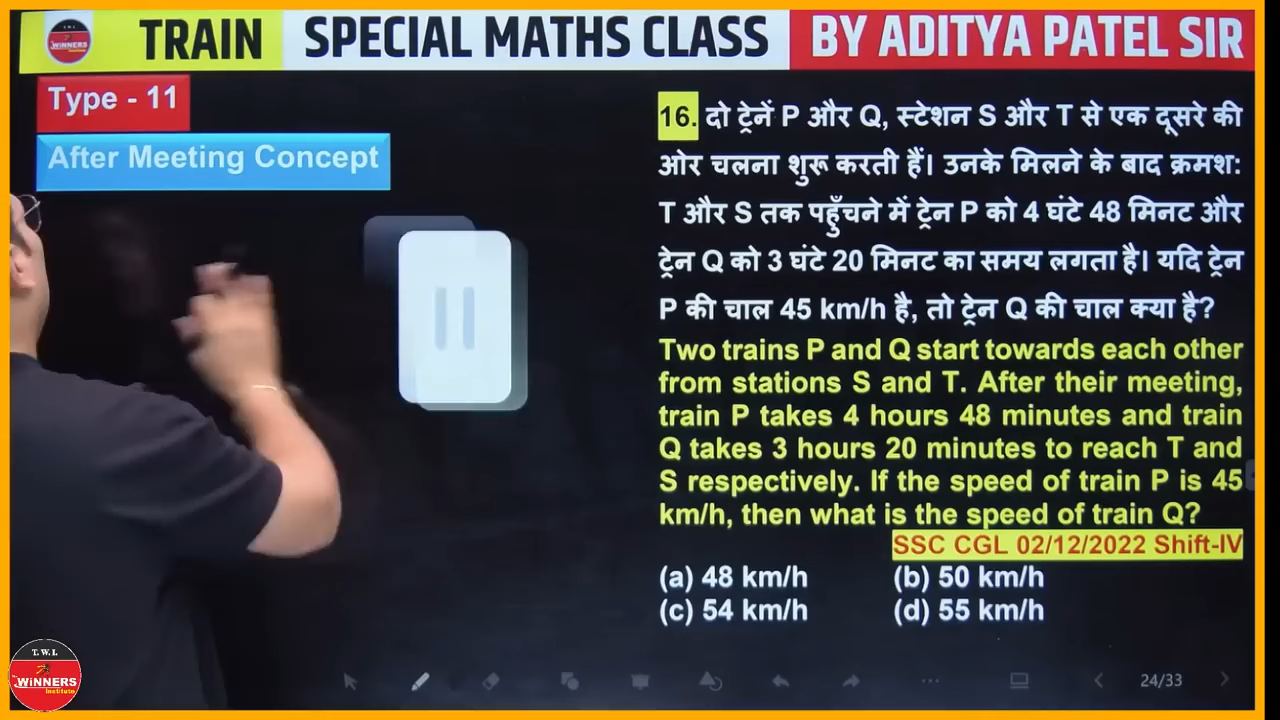 T.W.I.
WiNNERS
Institute
TRAIN SPECIAL MATHS CLASS BY ADITYA PATEL SIR
Type - 11
After Meeting Concept
16. दो ट्रेनें P और Q, स्टेशन S और T से एक दूसरे की
ओर चलना शुरू करती हैं। उनके मिलने के बाद क्रमश:
T और S तक पहुँचने में ट्रेन P को 4 घंटे 48 मिनट और
ट्रेन Q को 3 घंटे 20 मिनट का समय लगता है। यदि ट्रेन
P की चाल 45 km/h है, तो ट्रेन Q की चाल क्या है?
Two trains P and Q start towards each other
from stations S and T. After their meeting,
train P takes 4 hours 48 minutes and train
Q takes 3 hours 20 minutes to reach T and
S respectively. If the speed of train P is 45
km/h, then what is the speed of train Q?
SSC CGL 02/12/2022 Shift-IV
(a) 48 km/h (b) 50 km/h
(c) 54 km/h (d) 55 km/h
24/33
T.W.I.
WiNNERS
Institute